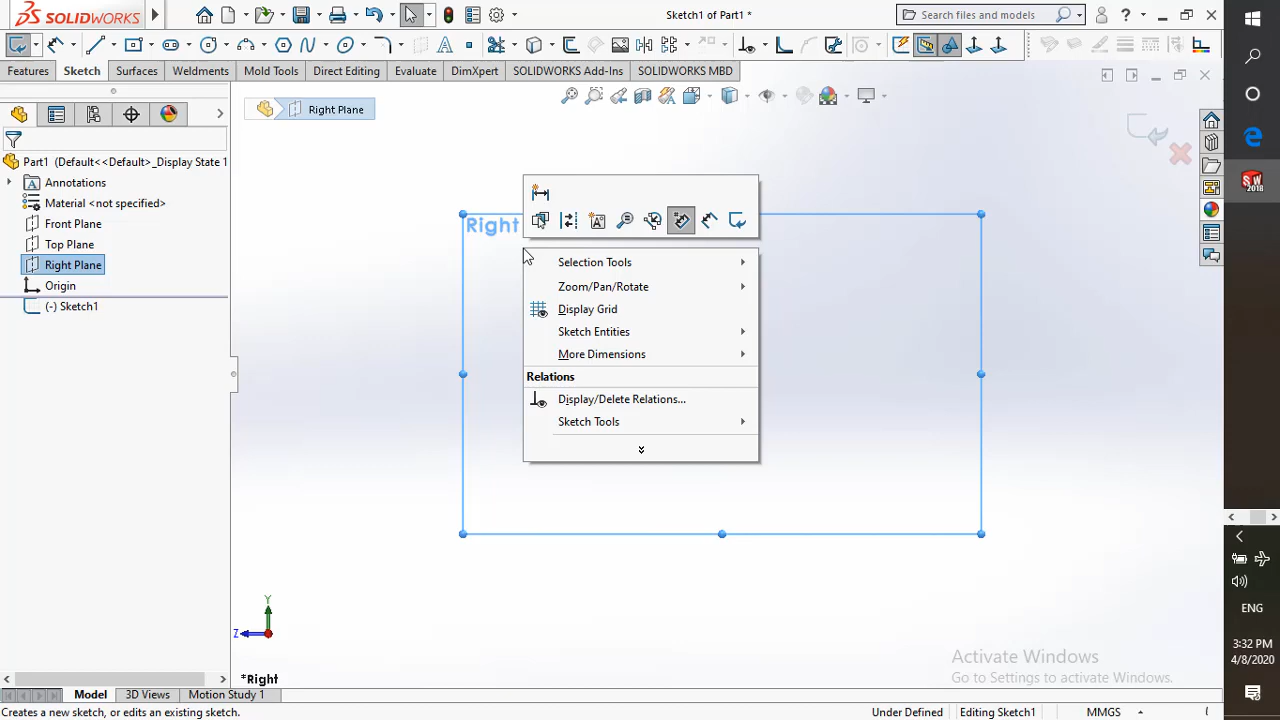 SOLIDWORKS
Sketch1 of Part1 *
Search files and models
?
Features
Sketch
Surfaces
Weldments
Mold Tools
Direct Editing
Evaluate
DimXpert
SOLIDWORKS Add-Ins
SOLIDWORKS MBD
Right Plane
Part1 (Default<<Default>_Display State 1
Annotations
Material <not specified>
Front Plane
Top Plane
Right Plane
Origin
(-) Sketch1
Right
Selection Tools
Zoom/Pan/Rotate
Display Grid
Sketch Entities
More Dimensions
Relations
Display/Delete Relations...
Sketch Tools
Y
Z
*Right
Activate Windows
Go to Settings to activate Windows.
Model
3D Views
Motion Study 1
Creates a new sketch, or edits an existing sketch.
Under Defined
Editing Sketch1
MMGS
SW
2018
ENG
3:32 PM
4/8/2020